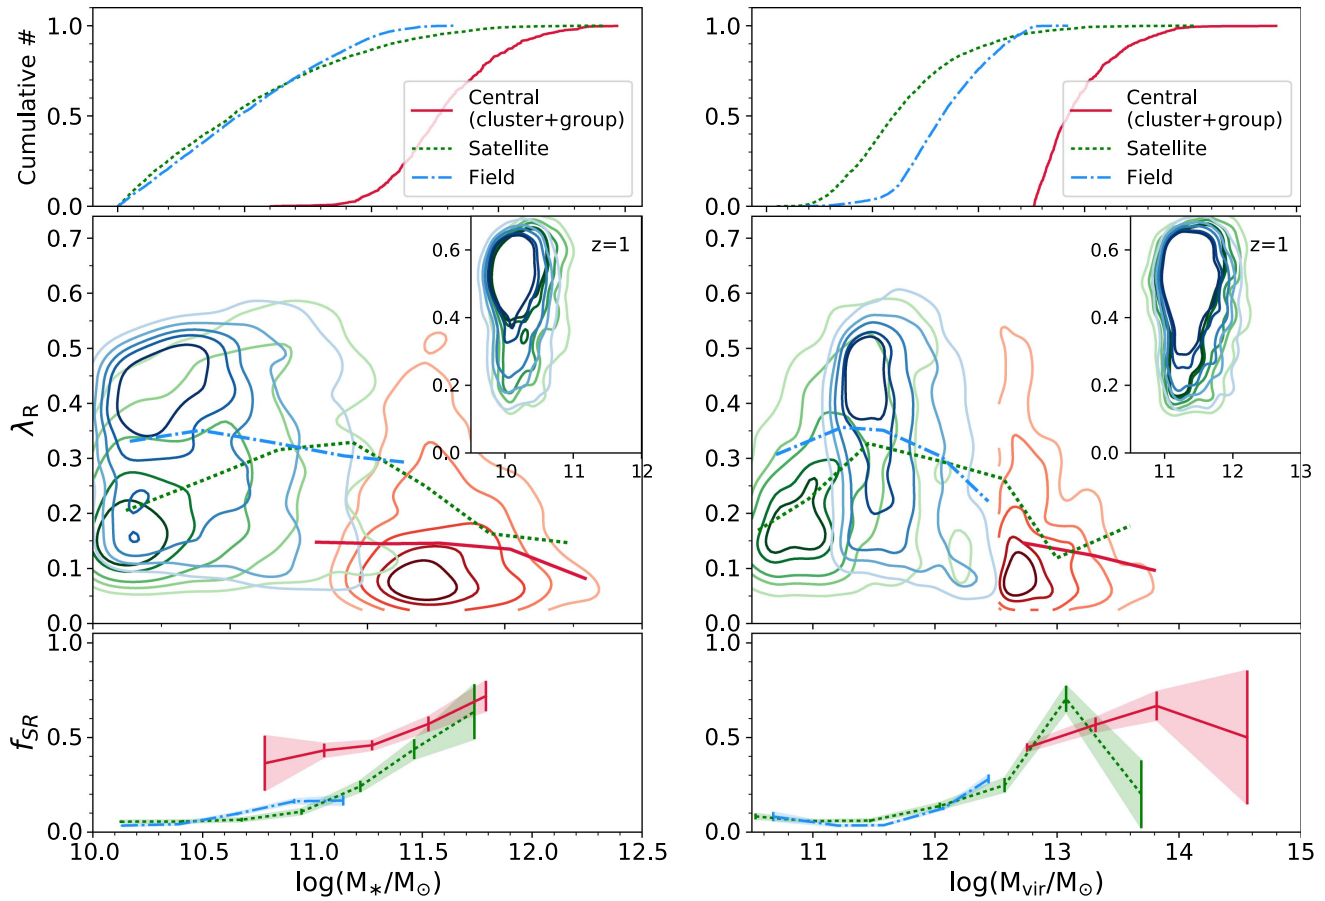 Cumulative #
1.0
0.5
0.0
Central
(cluster+group)
Satellite
Field
1.0
0.5
0.0
Central
(cluster+group)
Satellite
Field
λR
0.7
0.6
0.5
0.4
0.3
0.2
0.1
0.0
z=1
0.6
0.4
0.2
0.0
10 11 12
0.7
0.6
0.5
0.4
0.3
0.2
0.1
0.0
z=1
0.6
0.4
0.2
0.0
11 12 13
fSR
1.0
0.5
0.0
10.0 10.5 11.0 11.5 12.0 12.5
log(M∗/M⊙)
1.0
0.5
0.0
11 12 13 14 15
log(Mvir/M⊙)